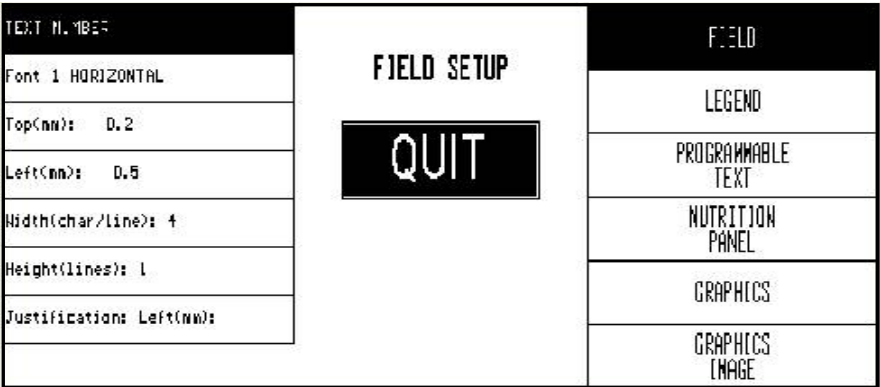 TEXT NUMBER
Font 1 HORIZONTAL
Top(mm): 0.2
Left(mm): 0.5
Width(char/line): 4
Height(lines): 1
Justification: Left(mm):
FIELD SETUP
QUIT
FIELD
LEGEND
PROGRAMMABLE
TEXT
NUTRITION
PANEL
GRAPHICS
GRAPHICS
IMAGE